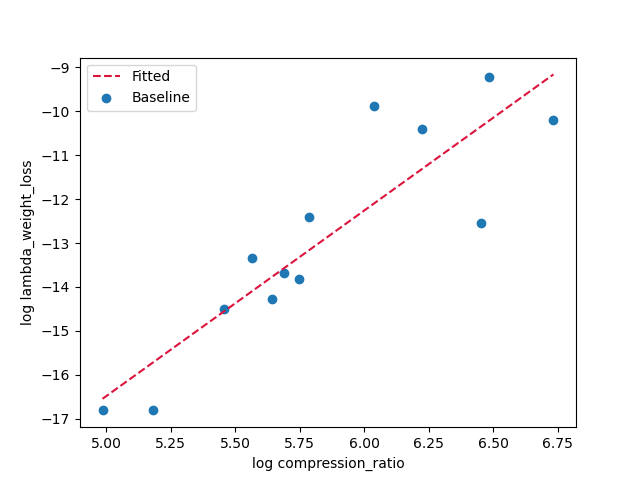 Fitted
Baseline
−9
−10
−11
−12
−13
−14
−15
−16
−17
log lambda_weight_loss
5.00 5.25 5.50 5.75 6.00 6.25 6.50 6.75
log compression_ratio